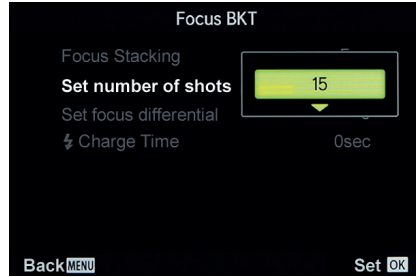 Focus BKT
Focus Stacking
Set number of shots 15
Set focus differential
Charge Time 0sec
Back MENU Set OK